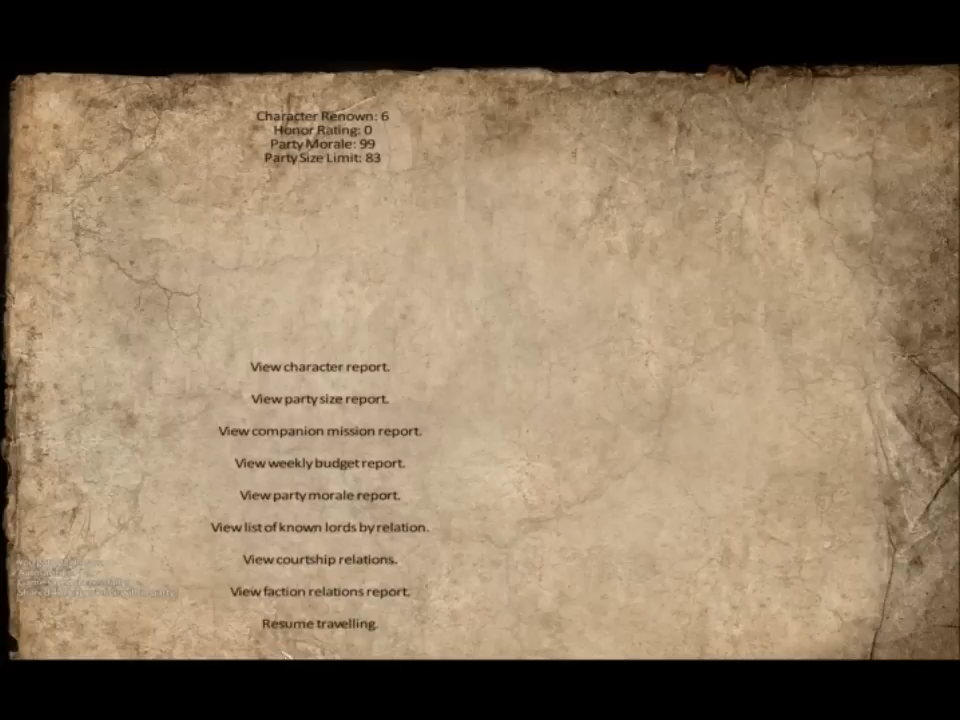 Character Renown: 6
Honor Rating: 0
Party Morale: 99
Party Size Limit: 83
View character report.
View party size report.
View companion mission report.
View weekly budget report.
View party morale report.
View list of known lords by relation.
View courtship relations.
View faction relations report.
Resume travelling.